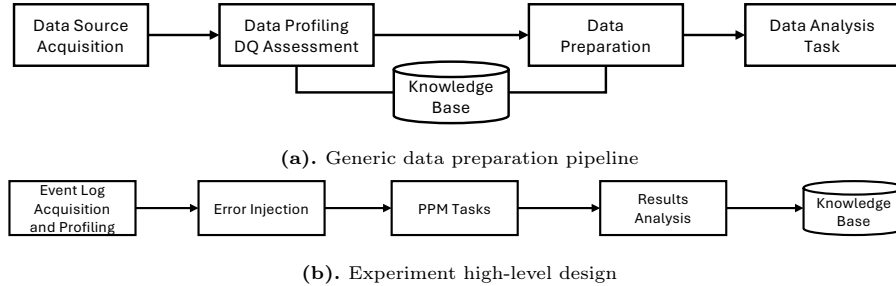 Data Source
Acquisition
Data Profiling
DQ Assessment
Data
Preparation
Data Analysis
Task
Knowledge
Base
(a). Generic data preparation pipeline
Event Log
Acquisition
and Profiling
Error Injection
PPM Tasks
Results
Analysis
Knowledge
Base
(b). Experiment high-level design